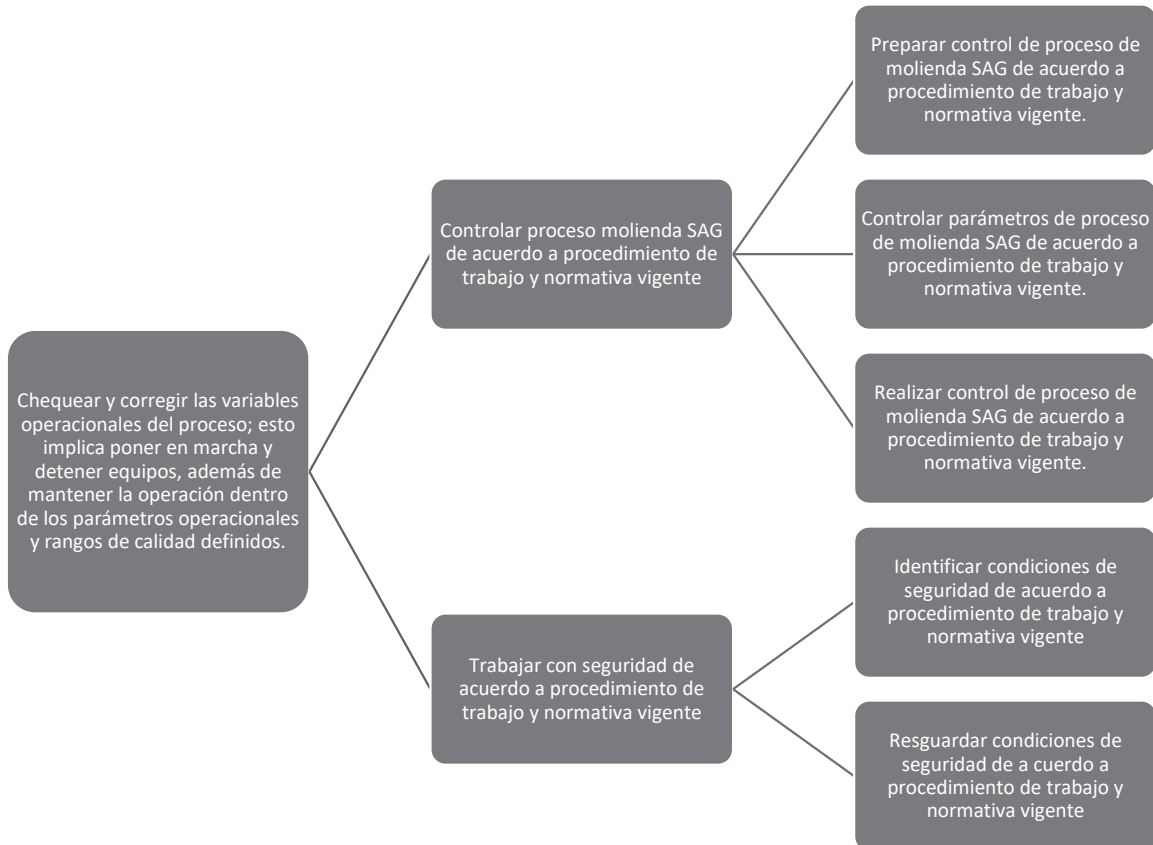 Chequear y corregir las variables
operacionales del proceso; esto
implica poner en marcha y
detener equipos, además de
mantener la operación dentro
de los parámetros operacionales
y rangos de calidad definidos.
Controlar proceso molienda SAG
de acuerdo a procedimiento de
trabajo y normativa vigente
Preparar control de proceso de
molienda SAG de acuerdo a
procedimiento de trabajo y
normativa vigente.
Controlar parámetros de proceso
de molienda SAG de acuerdo a
procedimiento de trabajo y
normativa vigente.
Realizar control de proceso de
molienda SAG de acuerdo a
procedimiento de trabajo y
normativa vigente.
Trabajar con seguridad de
acuerdo a procedimiento de
trabajo y normativa vigente
Identificar condiciones de
seguridad de acuerdo a
procedimiento de trabajo y
normativa vigente
Resguardar condiciones de
seguridad de a cuerdo a
procedimiento de trabajo y
normativa vigente